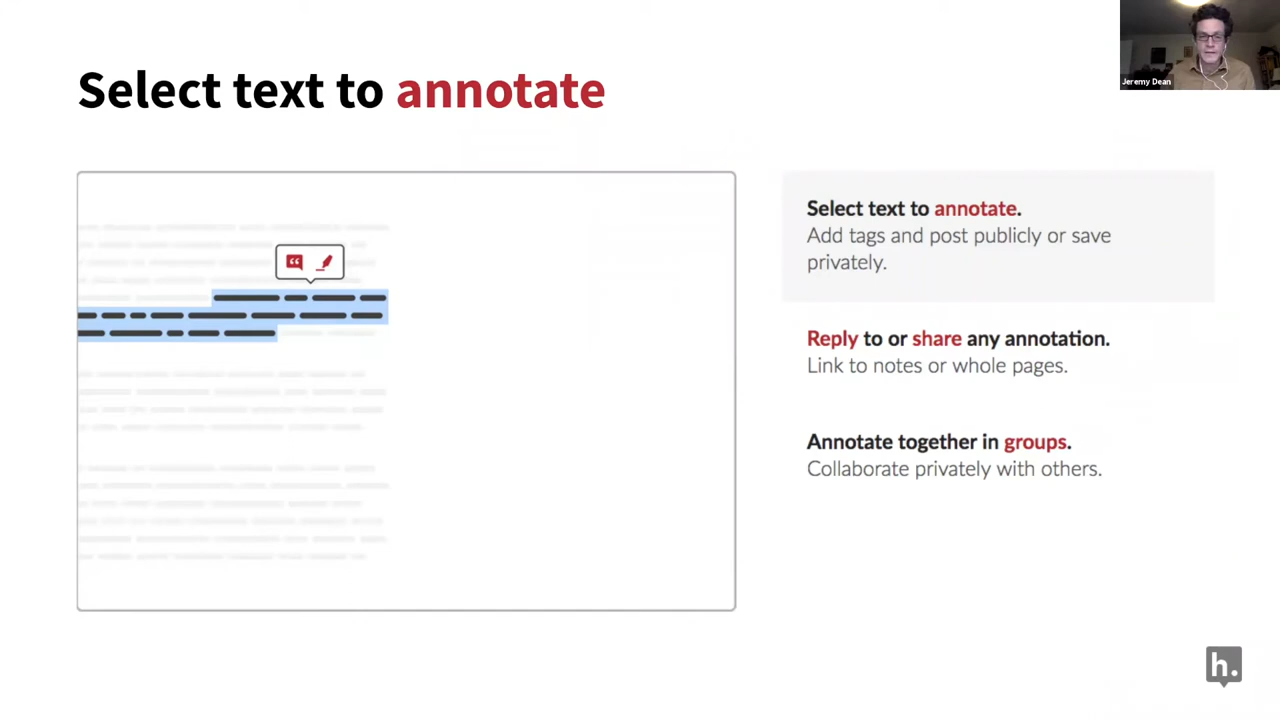 Jeremy Dean
Select text to annotate
Select text to annotate.
Add tags and post publicly or save
privately.
Reply to or share any annotation.
Link to notes or whole pages.
Annotate together in groups.
Collaborate privately with others.
h.